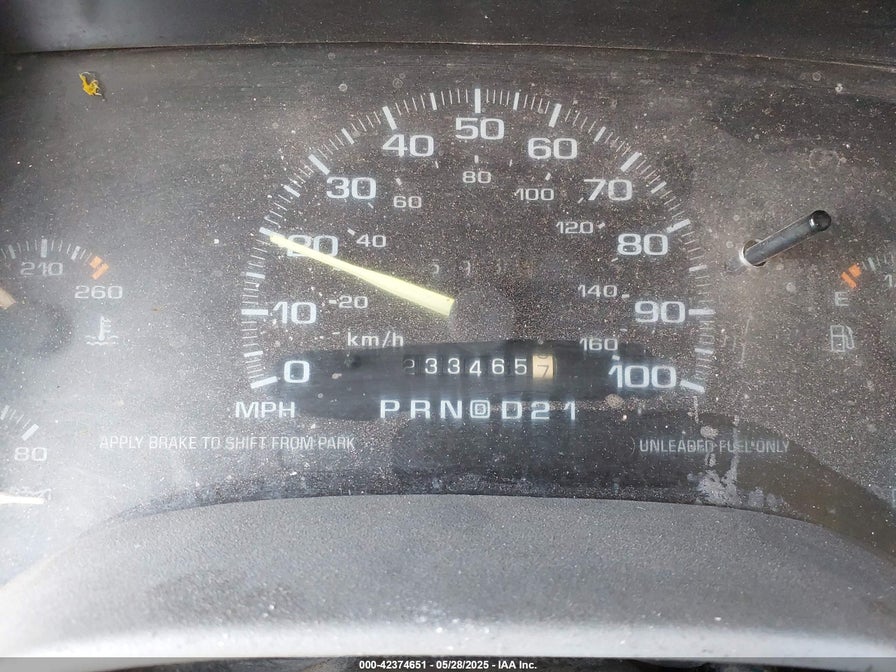 50
40 60
80
30 60 100 70
20 40 120 80
210
260
10 20 140 90
E
km/h 160
0 233465 7 100
MPH PRNDD21
80 APPLY BRAKE TO SHIFT FROM PARK UNLEADED FUEL ONLY
000-42374651 - 05/28/2025 - IAA Inc.